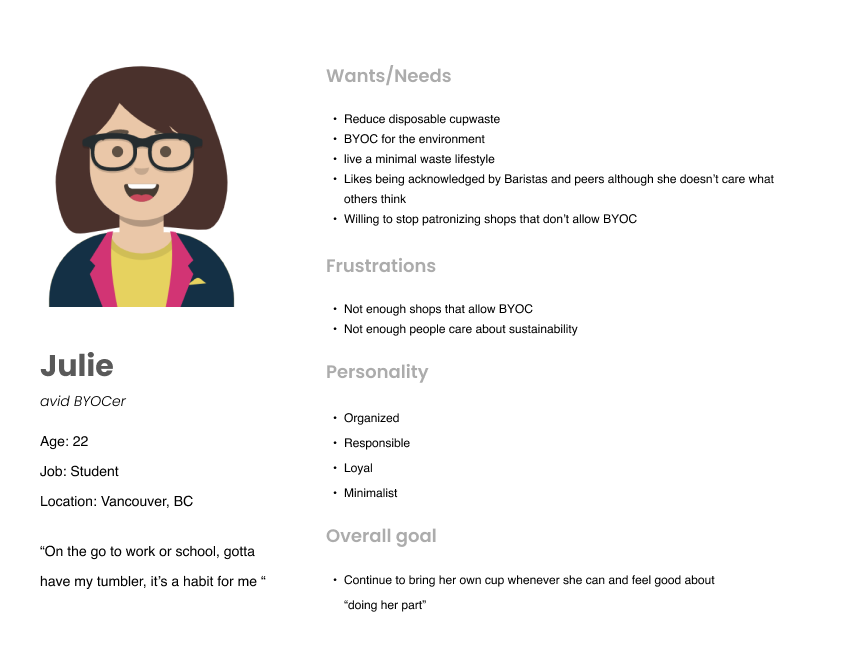 Julie
avid BYOCer
Age: 22
Job: Student
Location: Vancouver, BC
“On the go to work or school, gotta
have my tumbler, it’s a habit for me “
Wants/Needs
• Reduce disposable cupwaste
• BYOC for the environment
• live a minimal waste lifestyle
• Likes being acknowledged by Baristas and peers although she doesn’t care what
others think
• Willing to stop patronizing shops that don’t allow BYOC
Frustrations
• Not enough shops that allow BYOC
• Not enough people care about sustainability
Personality
• Organized
• Responsible
• Loyal
• Minimalist
Overall goal
• Continue to bring her own cup whenever she can and feel good about
“doing her part”